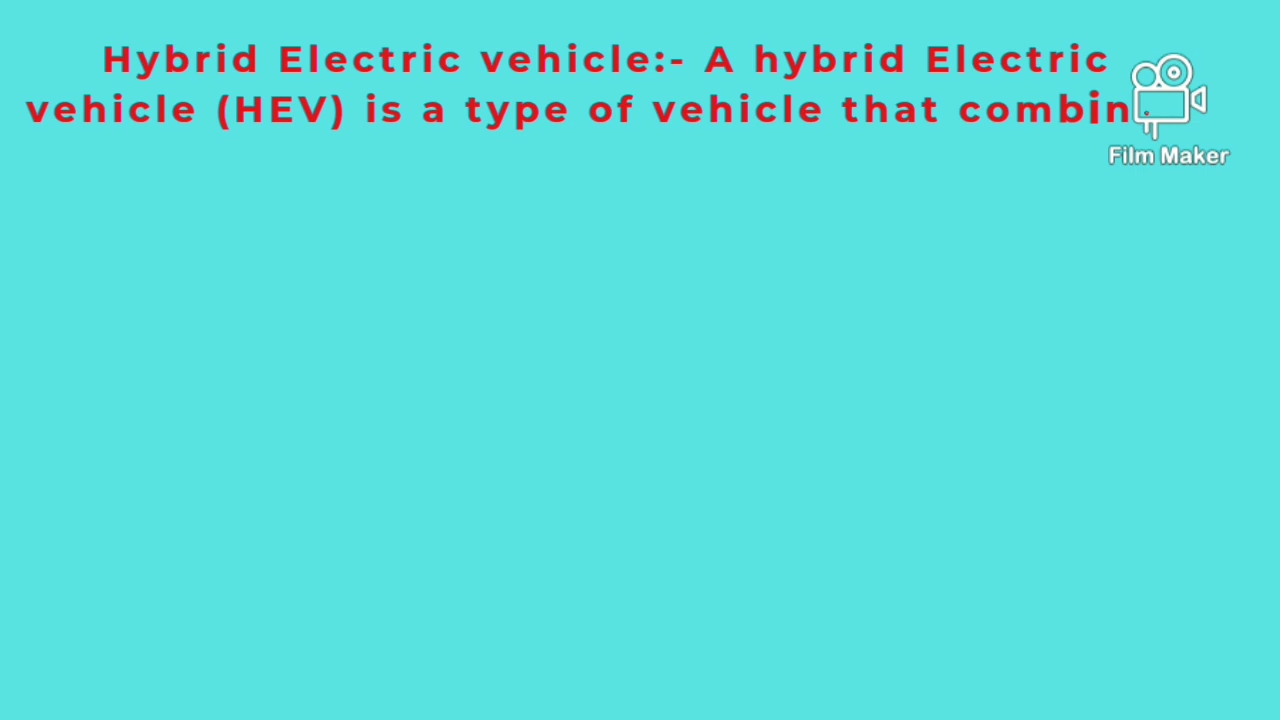 Hybrid Electric vehicle:- A hybrid Electric
vehicle (HEV) is a type of vehicle that combin
Film Maker